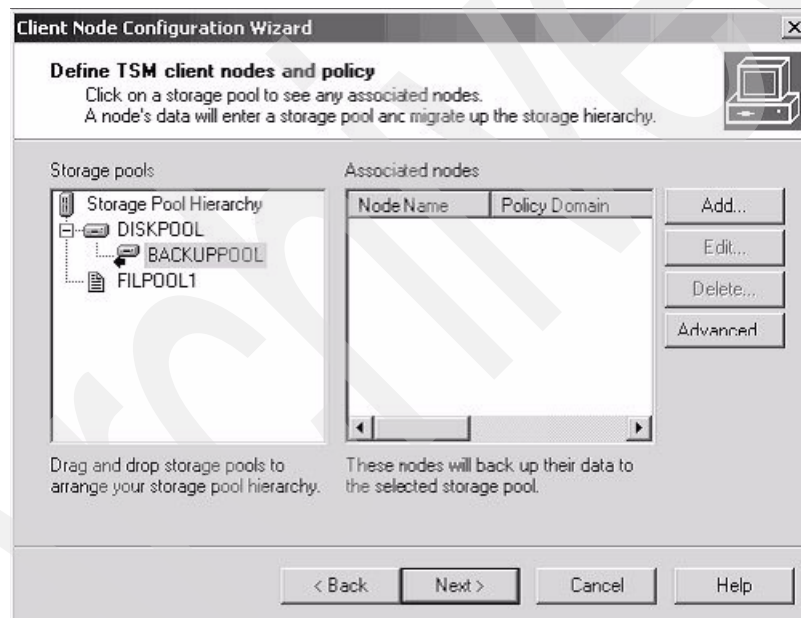 Client Node Configuration Wizard
Define TSM client nodes and policy
Click on a storage pool to see any associated nodes.
A node's data will enter a storage pool and migrate up the storage hierarchy.
Storage pools
Associated nodes
Storage Pool Hierarchy
DISKPOOL
BACKUPPOOL
FILPOOL1
Node Name
Policy Domain
Add...
Edit...
Delete...
Advanced
Drag and drop storage pools to
arrange your storage pool hierarchy.
These nodes will back up their data to
the selected storage pool.
< Back
Next >
Cancel
Help